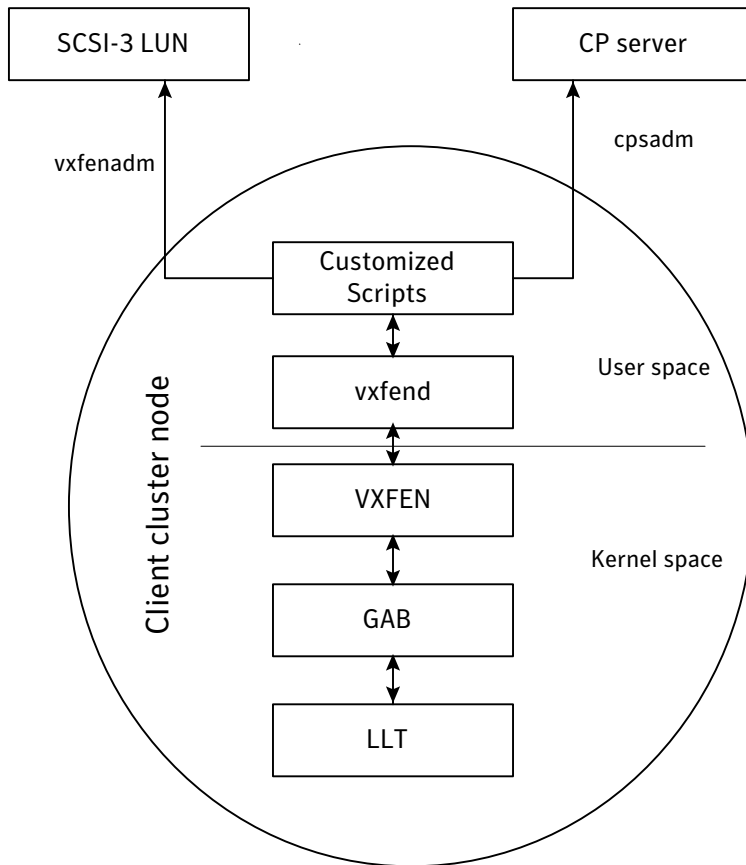 SCSI-3 LUN
CP server
vxfenadm
cpsadm
Customized
Scripts
User space
vxfend
Client cluster node
VXFEN
Kernel space
GAB
LLT